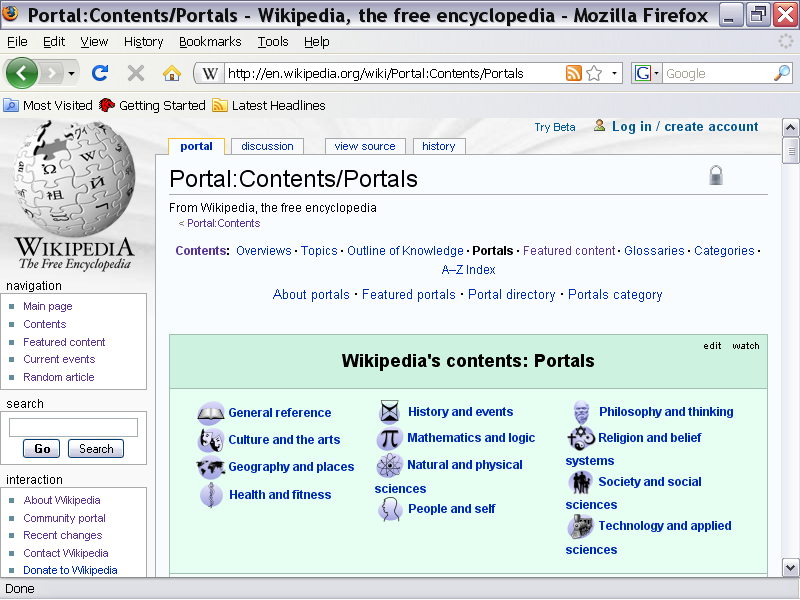 Portal:Contents/Portals - Wikipedia, the free encyclopedia - Mozilla Firefox
File Edit View History Bookmarks Tools Help
W http://en.wikipedia.org/wiki/Portal:Contents/Portals G Google
Most Visited Getting Started Latest Headlines
Try Beta Log in / create account
portal discussion view source history
Portal:Contents/Portals
From Wikipedia, the free encyclopedia
< Portal:Contents
Contents: Overviews · Topics · Outline of Knowledge · Portals · Featured content · Glossaries · Categories ·
A–Z Index
About portals · Featured portals · Portal directory · Portals category
WIKIPEDIA
The Free Encyclopedia
navigation
Main page
Contents
Featured content
Current events
Random article
search
Go Search
interaction
About Wikipedia
Community portal
Recent changes
Contact Wikipedia
Donate to Wikipedia
edit watch
Wikipedia's contents: Portals
General reference
Culture and the arts
Geography and places
Health and fitness
History and events
Mathematics and logic
Natural and physical
sciences
People and self
Philosophy and thinking
Religion and belief
systems
Society and social
sciences
Technology and applied
sciences
Done